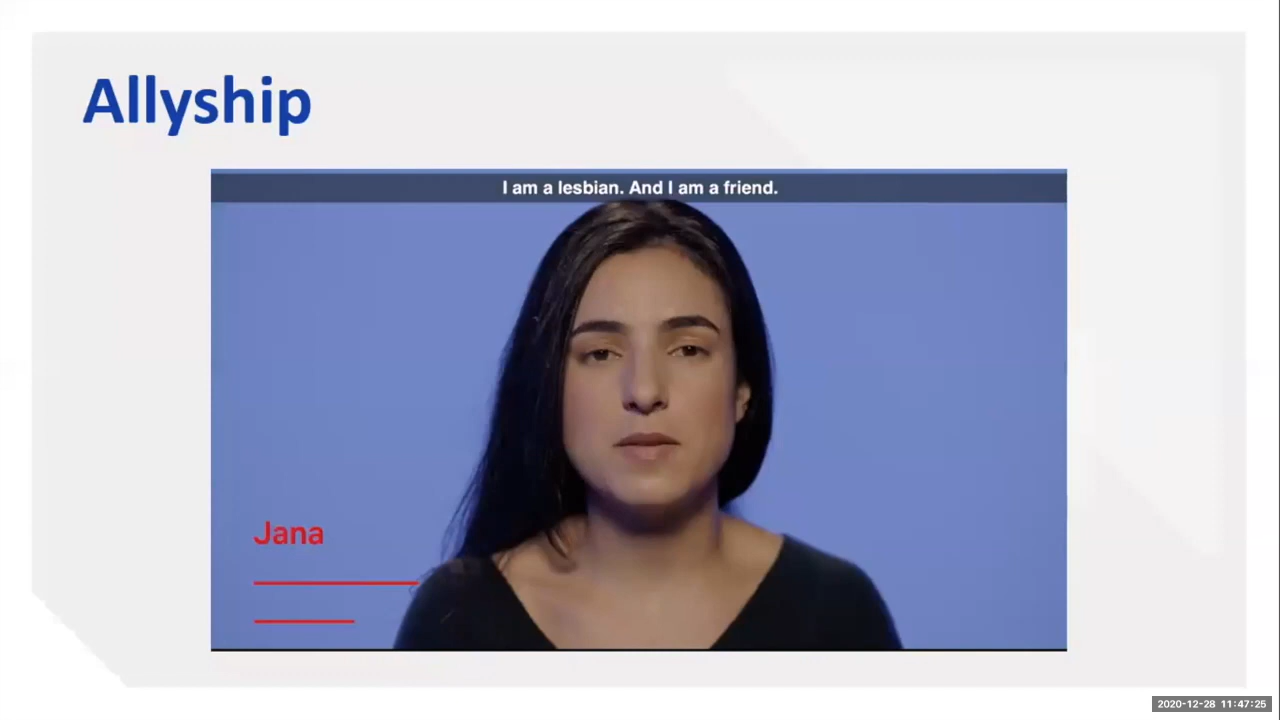 Allyship
I am a lesbian. And I am a friend.
Jana
2020-12-28 11:47:25